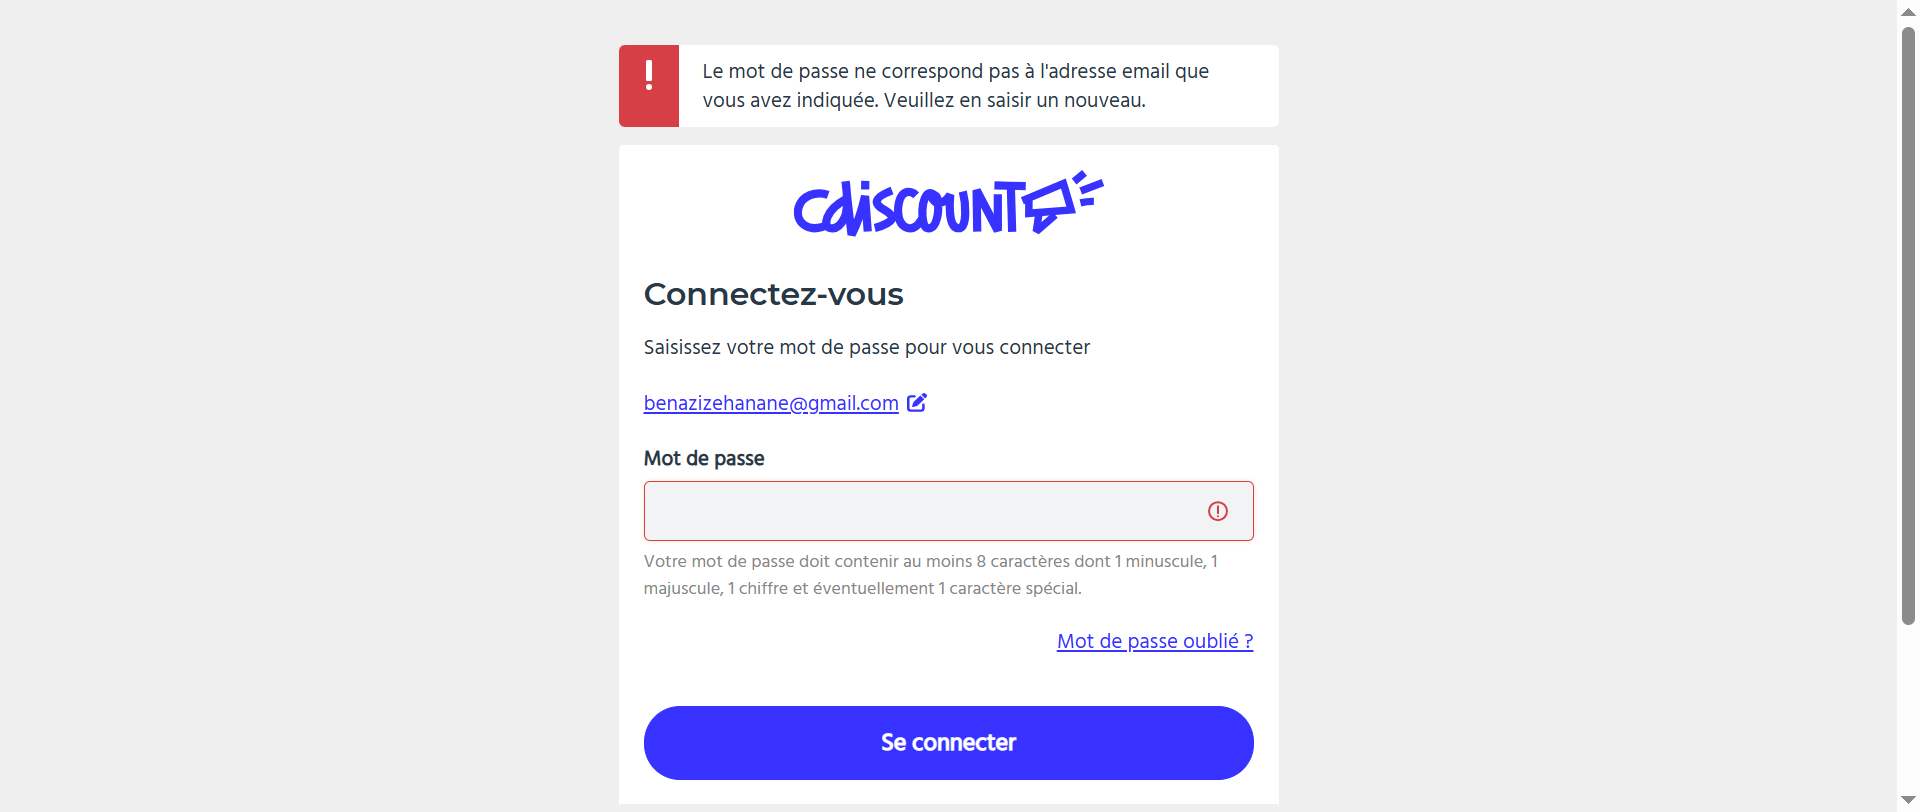 Le mot de passe ne correspond pas à l'adresse email que
vous avez indiquée. Veuillez en saisir un nouveau.
cdiscount
Connectez-vous
Saisissez votre mot de passe pour vous connecter
benazizehanane@gmail.com
Mot de passe
Votre mot de passe doit contenir au moins 8 caractères dont 1 minuscule, 1
majuscule, 1 chiffre et éventuellement 1 caractère spécial.
Mot de passe oublié ?
Se connecter